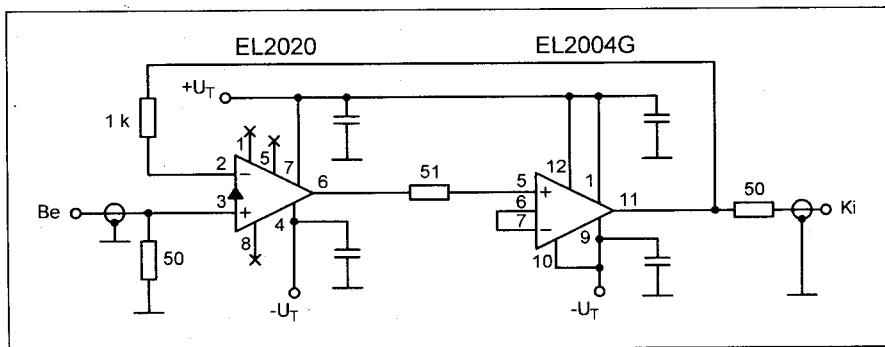 EL2020 EL2004G
+U_T
1 k
1 5 7
2 − 6 51 5 + 12 1 11 50 Ki
Be 3 + 4 6 7 − 9
50 8 10
-U_T -U_T